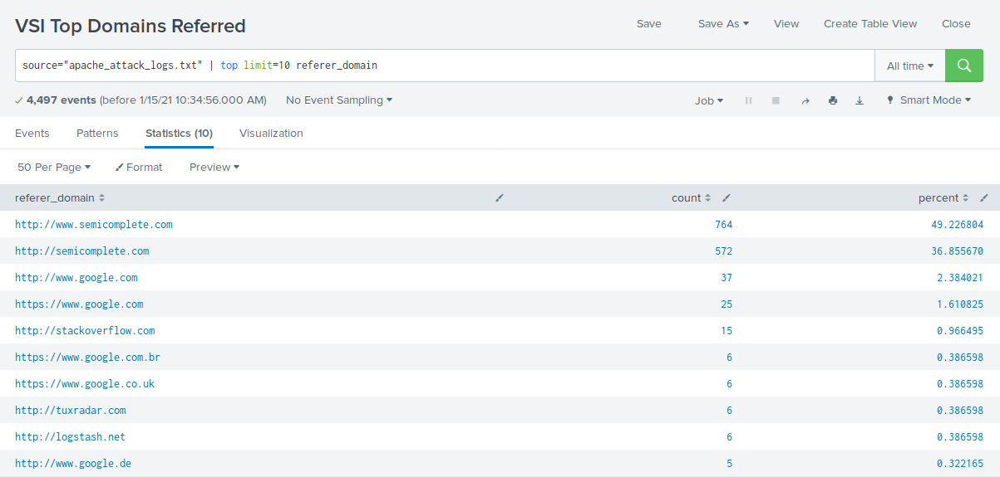 VSI Top Domains Referred Save Save As View Create Table View Close
source="apache_attack_logs.txt" | top limit=10 referer_domain All time
4,497 events (before 1/15/21 10:34:56.000 AM) No Event Sampling Job Smart Mode
Events Patterns Statistics (10) Visualization
50 Per Page Format Preview
referer_domain count percent
http://www.semicomplete.com 764 49.226804
http://semicomplete.com 572 36.855670
http://www.google.com 37 2.384021
https://www.google.com 25 1.610825
http://stackoverflow.com 15 0.966495
https://www.google.com.br 6 0.386598
https://www.google.co.uk 6 0.386598
http://tuxradar.com 6 0.386598
http://logstash.net 6 0.386598
http://www.google.de 5 0.322165